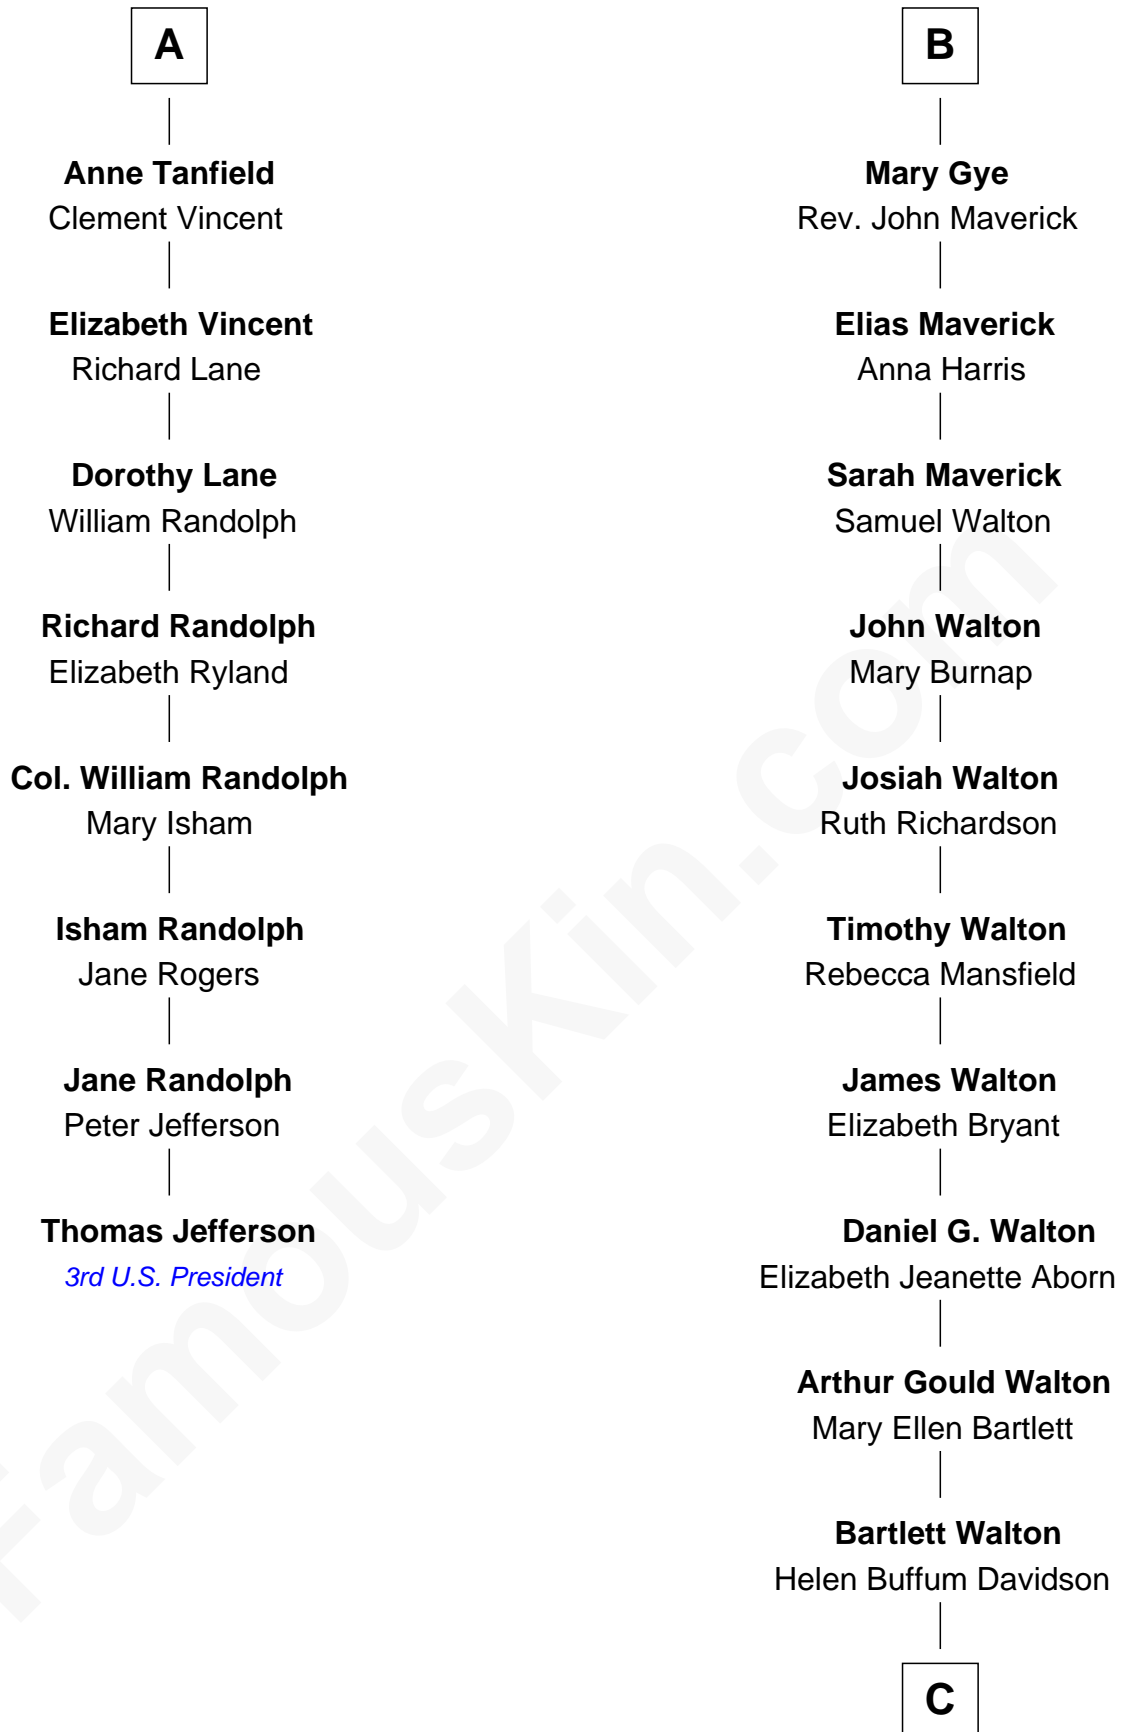 A
Anne Tanfield
Clement Vincent
Elizabeth Vincent
Richard Lane
Dorothy Lane
William Randolph
Richard Randolph
Elizabeth Ryland
Col. William Randolph
Mary Isham
Isham Randolph
Jane Rogers
Jane Randolph
Peter Jefferson
Thomas Jefferson
3rd U.S. President
B
Mary Gye
Rev. John Maverick
Elias Maverick
Anna Harris
Sarah Maverick
Samuel Walton
John Walton
Mary Burnap
Josiah Walton
Ruth Richardson
Timothy Walton
Rebecca Mansfield
James Walton
Elizabeth Bryant
Daniel G. Walton
Elizabeth Jeanette Aborn
Arthur Gould Walton
Mary Ellen Bartlett
Bartlett Walton
Helen Buffum Davidson
C
FamousKin.com